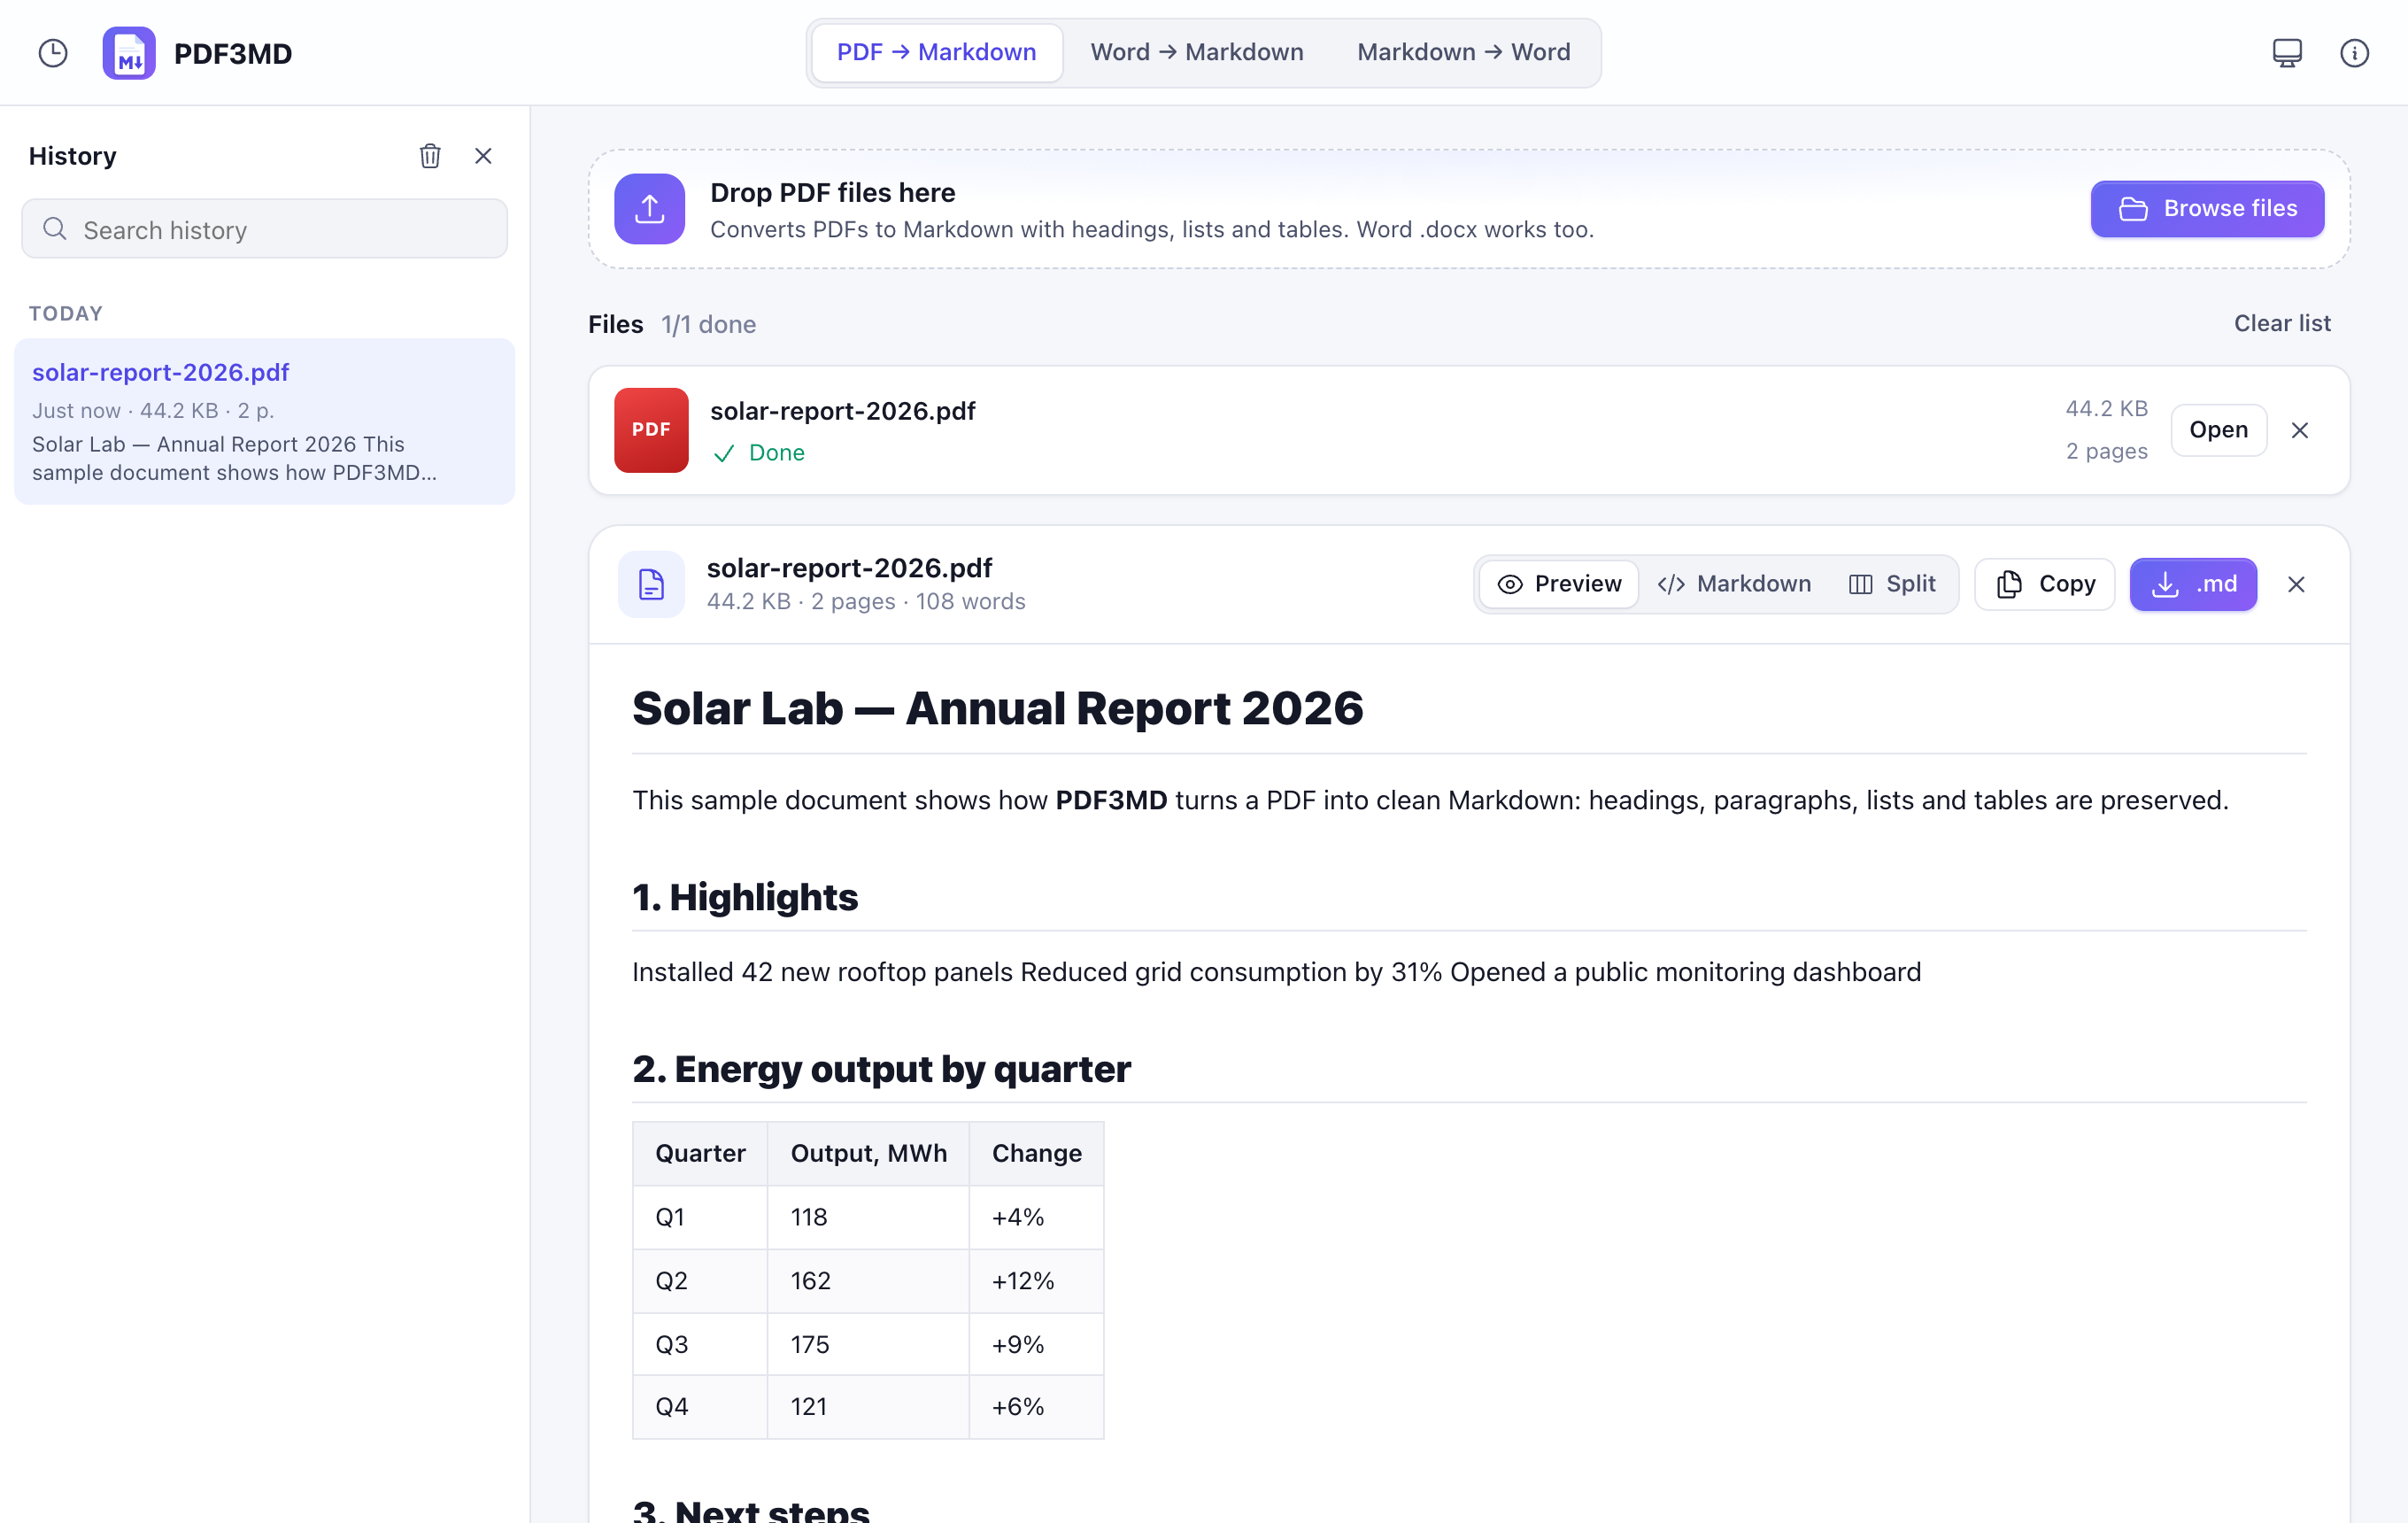 PDF3MD
PDF → Markdown
Word → Markdown
Markdown → Word
History
Search history
TODAY
solar-report-2026.pdf
Just now · 44.2 KB · 2 p.
Solar Lab — Annual Report 2026 This
sample document shows how PDF3MD...
Drop PDF files here
Converts PDFs to Markdown with headings, lists and tables. Word .docx works too.
Browse files
Files 1/1 done
Clear list
PDF
solar-report-2026.pdf
Done
44.2 KB
2 pages
Open
solar-report-2026.pdf
44.2 KB · 2 pages · 108 words
Preview
</> Markdown
Split
Copy
.md
Solar Lab — Annual Report 2026
This sample document shows how PDF3MD turns a PDF into clean Markdown: headings, paragraphs, lists and tables are preserved.
1. Highlights
Installed 42 new rooftop panels Reduced grid consumption by 31% Opened a public monitoring dashboard
2. Energy output by quarter
Quarter Output, MWh Change
Q1 118 +4%
Q2 162 +12%
Q3 175 +9%
Q4 121 +6%
3. Next steps